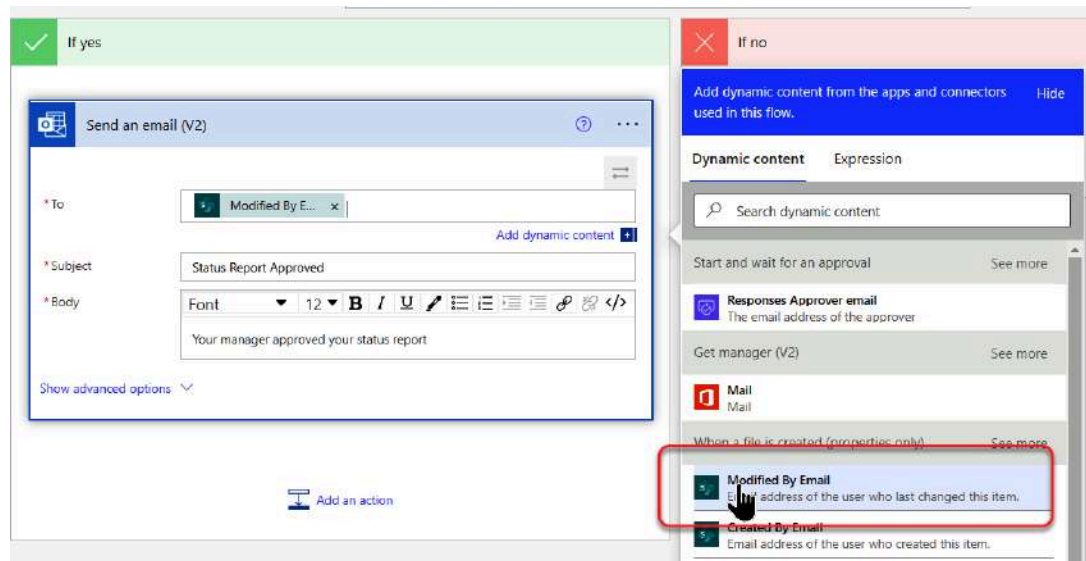 If yes
Send an email (V2)
* To
Modified By E... x
Add dynamic content
* Subject
Status Report Approved
* Body
Font 12 B I U </>
Your manager approved your status report
Show advanced options
Add an action
If no
Add dynamic content from the apps and connectors
used in this flow.
Hide
Dynamic content Expression
Search dynamic content
Start and wait for an approval See more
Responses Approver email
The email address of the approver
Get manager (V2) See more
Mail
Mail
When a file is created (properties only) See more
Modified By Email
Email address of the user who last changed this item.
Created By Email
Email address of the user who created this item.